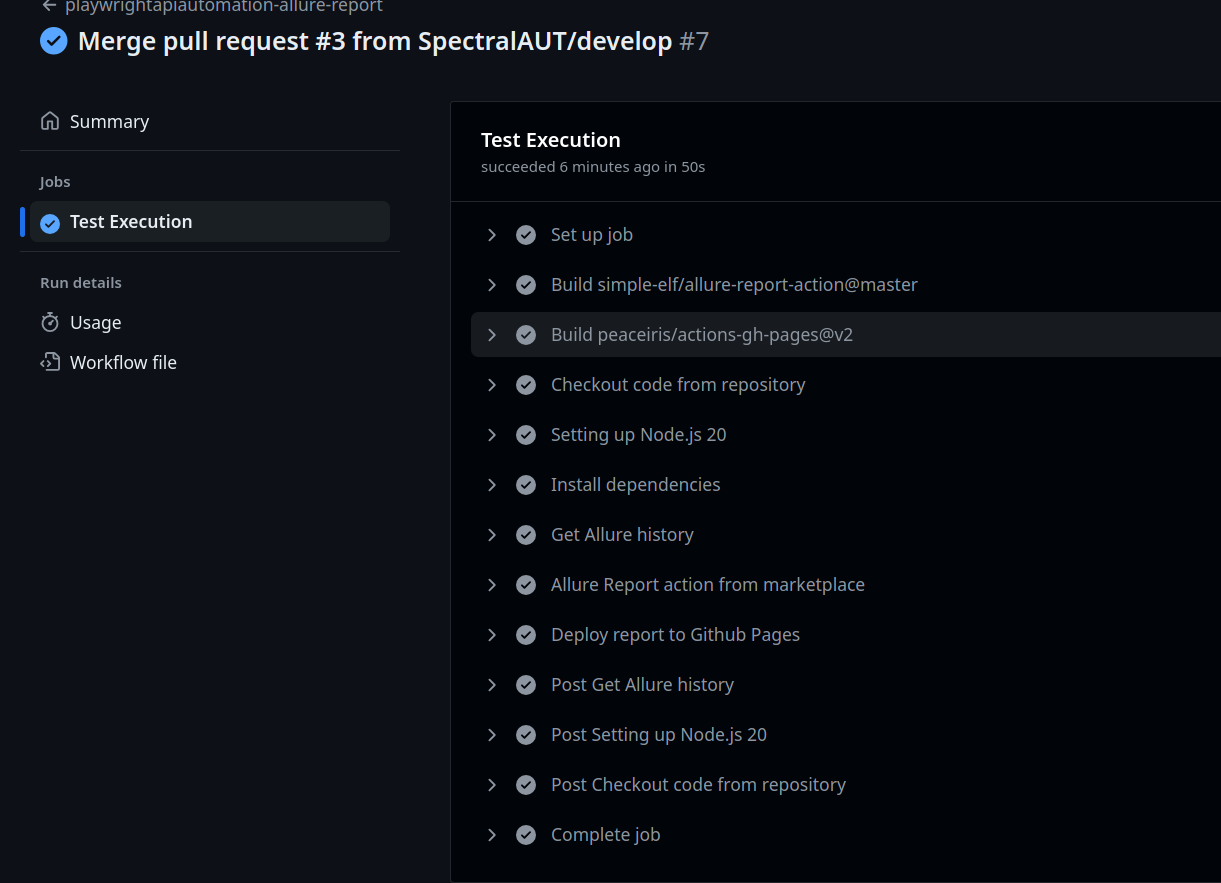 playwrightapiautomation-allure-report
Merge pull request #3 from SpectralAUT/develop #7
Summary
Jobs
Test Execution
Run details
Usage
Workflow file
Test Execution
succeeded 6 minutes ago in 50s
Set up job
Build simple-elf/allure-report-action@master
Build peaceiris/actions-gh-pages@v2
Checkout code from repository
Setting up Node.js 20
Install dependencies
Get Allure history
Allure Report action from marketplace
Deploy report to Github Pages
Post Get Allure history
Post Setting up Node.js 20
Post Checkout code from repository
Complete job